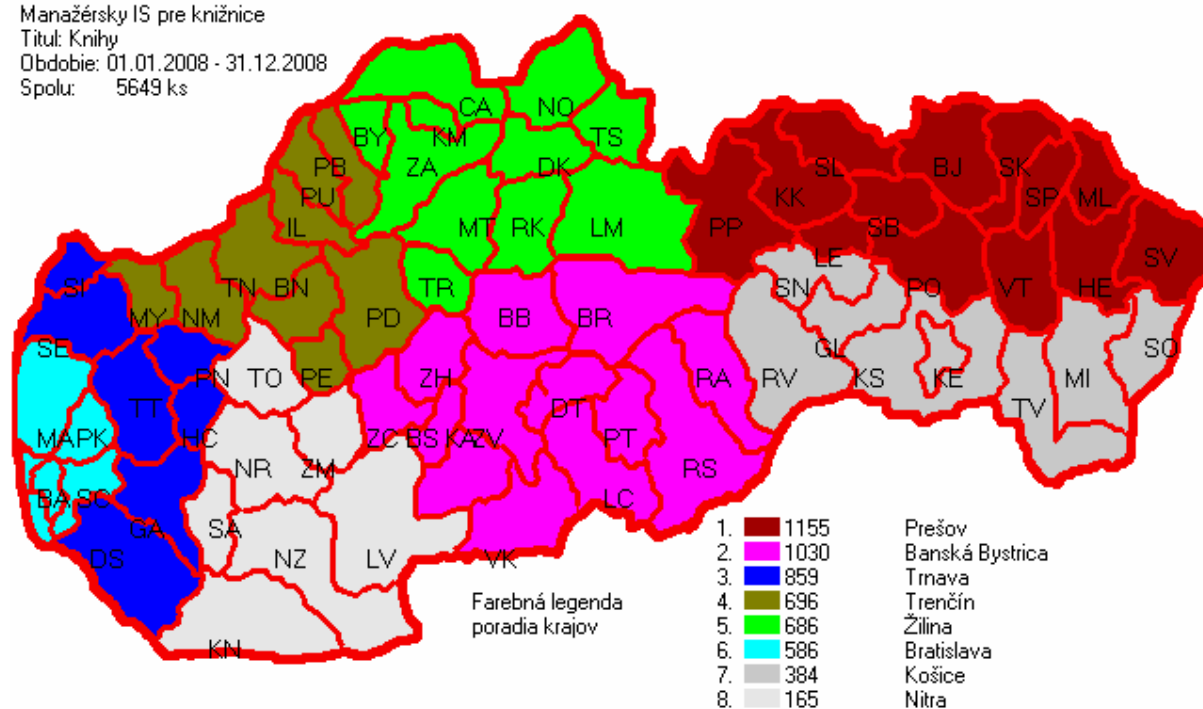 Manažérsky IS pre knižnice
Titul: Knihy
Obdobie: 01.01.2008 - 31.12.2008
Spolu: 5649 ks
CA NO
BY KM TS
PB ZA DK
SL BJ SK
PU KK SP ML
IL MT RK LM PP SB
LE SV
SI TN BN TR SN PO VT HE
MY NM PD BB BR
SE GL SO
PN TO PE ZH RA RV KS KE MI
TT DT TV
MA PK HC ZC BS KA ZV PT
NR ZM RS
BA SC LC
GA SA
DS NZ LV VK
KN
Farebná legenda
poradia krajov
1. 1155 Prešov
2. 1030 Banská Bystrica
3. 859 Trnava
4. 696 Trenčín
5. 686 Žilina
6. 586 Bratislava
7. 384 Košice
8. 165 Nitra